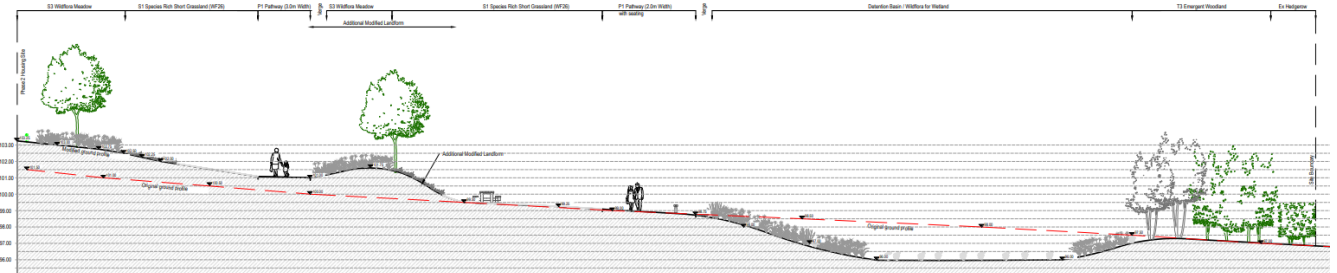 S3 Wildflora Meadow
S1 Species Rich Short Grassland (WF26)
P1 Pathway (3.0m Width)
Verge
S3 Wildflora Meadow
S1 Species Rich Short Grassland (WF26)
P1 Pathway (2.0m Width)
with seating
Verge
Detention Basin / Wildflora for Wetland
T3 Emergent Woodland
Ex Hedgerow
Additional Modified Landform
Phase 2 Housing Site
Site Boundary
Modified ground profile
Additional Modified Landform
Original ground profile
Original ground profile
103.00
102.00
101.00
100.00
99.00
98.00
97.00
96.00